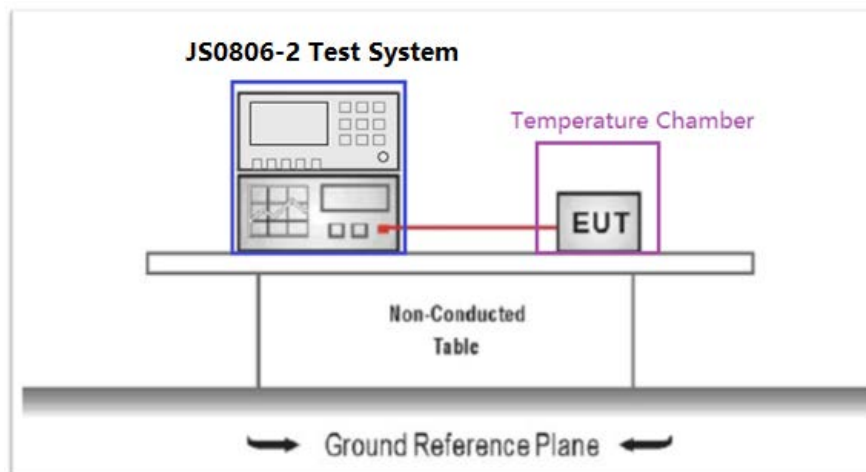 JS0806-2 Test System
Temperature Chamber
EUT
Non-Conducted
Table
Ground Reference Plane